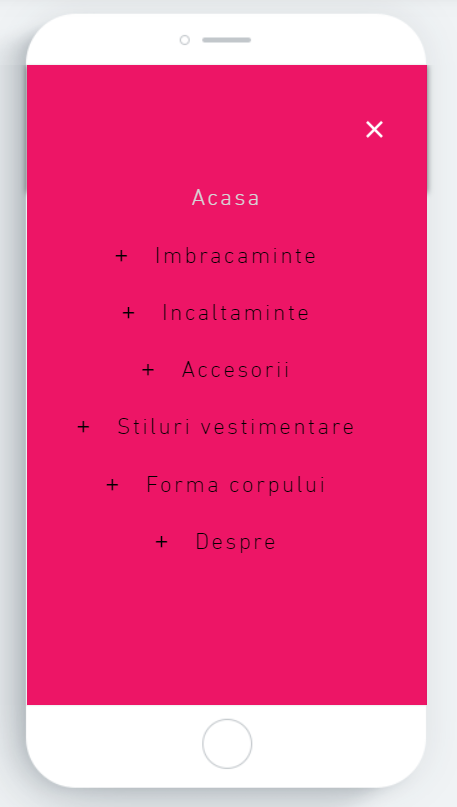 Acasa
+ Imbracaminte
+ Incaltaminte
+ Accesorii
+ Stiluri vestimentare
+ Forma corpului
+ Despre